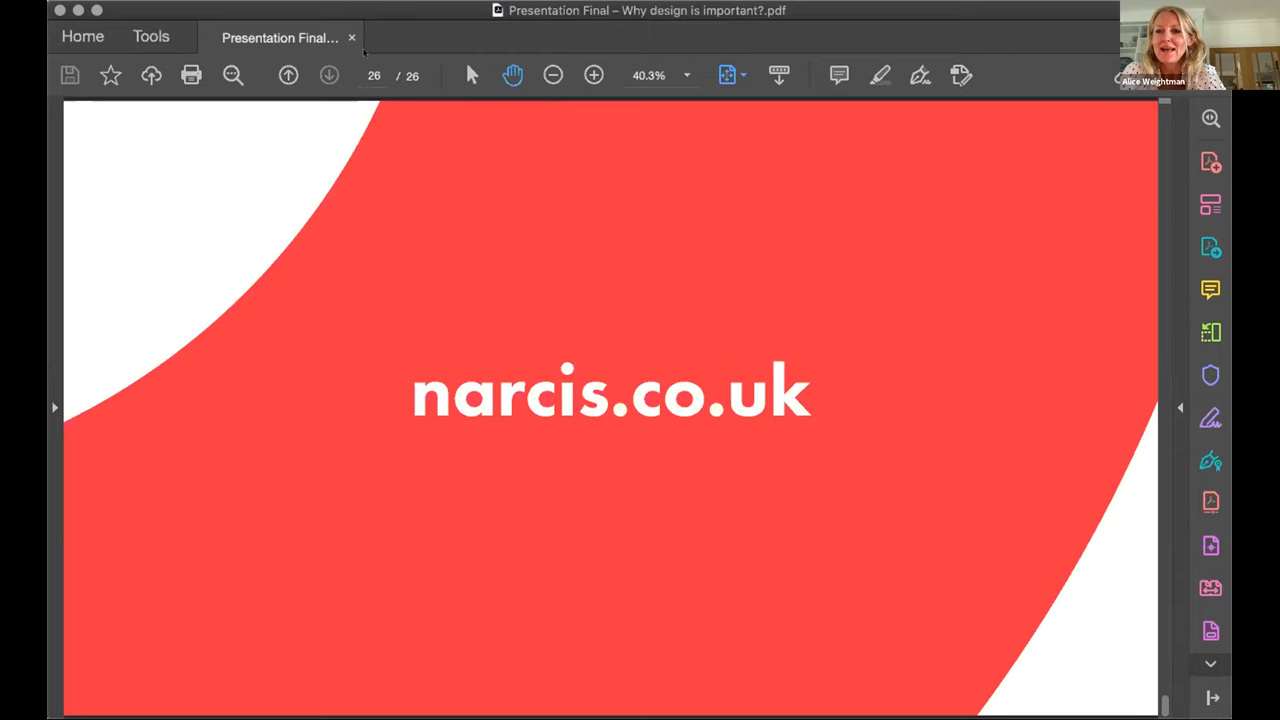 Presentation Final – Why design is important?.pdf
Home
Tools
Presentation Final...
26 / 26
40.3%
Alice Weightman
narcis.co.uk